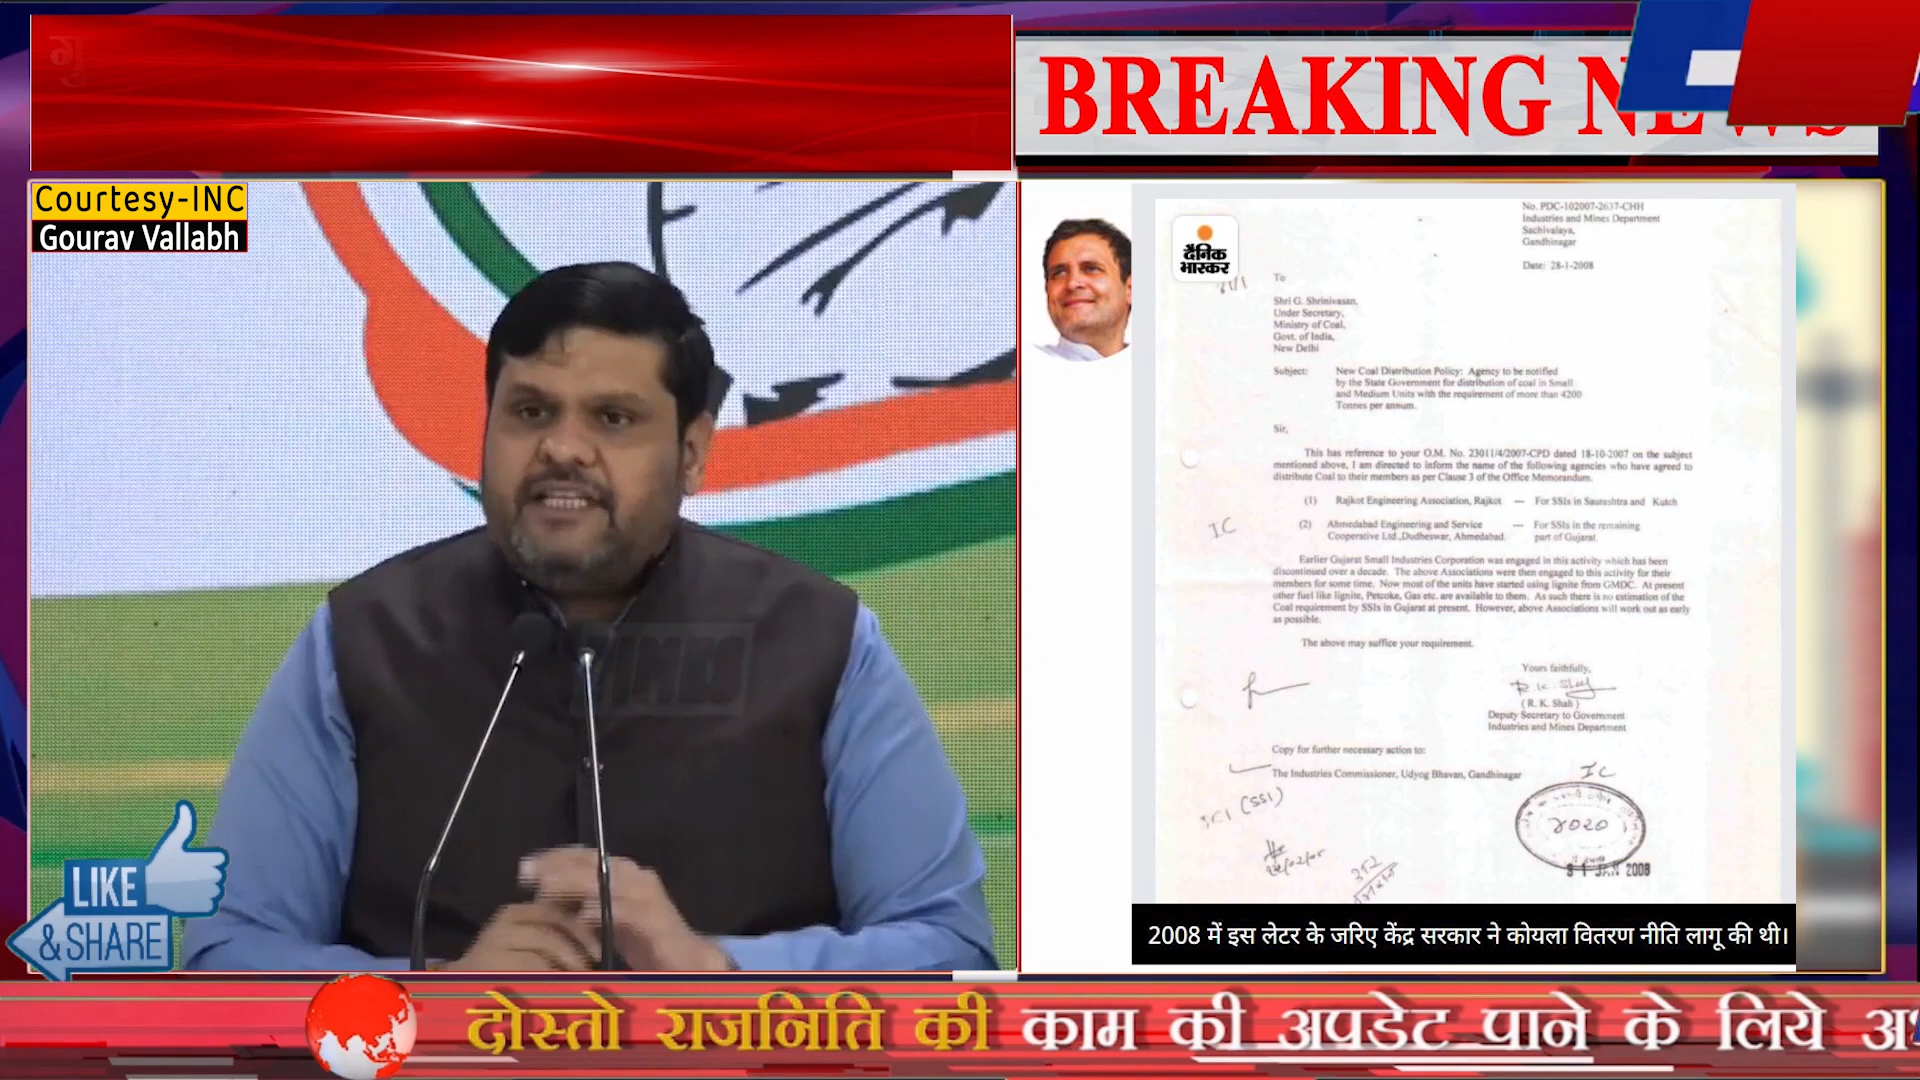 BREAKING NEWS
Courtesy-INC
Gourav Vallabh
दैनिक
भास्कर
No. PDC-102007-2637-CHH
Industries and Mines Department
Sachivalaya,
Gandhinagar
Date: 28-1-2008
To
Shri G. Shrinivasan,
Under Secretary,
Ministry of Coal,
Govt. of India,
New Delhi
Subject: New Coal Distribution Policy: Agency to be notified
by the State Government for distribution of coal in Small
and Medium Units with the requirement of more than 4200
Tonnes per annum.
Sir,
This has reference to your O.M. No. 23011/4/2007-CPD dated 18-10-2007 on the subject
mentioned above, I am directed to inform the name of the following agencies who have agreed to
distribute Coal to their members as per Clause 3 of the Office Memorandum.
(1) Rajkot Engineering Association, Rajkot — For SSIs in Saurashtra and Kutch
(2) Ahmedabad Engineering and Service — For SSIs in the remaining
Cooperative Ltd.,Dudheswar, Ahmedabad. part of Gujarat.
IC
Earlier Gujarat Small Industries Corporation was engaged in this activity which has been
discontinued over a decade. The above Associations were then engaged to this activity for their
members for some time. Now most of the units have started using lignite from GMDC. At present
other fuel like lignite, Petcoke, Gas etc. are available to them. As such there is no estimation of the
Coal requirement by SSIs in Gujarat at present. However, above Associations will work out as early
as possible.
The above may suffice your requirement.
Yours faithfully,
R.K. Shah
( R. K. Shah )
Deputy Secretary to Government
Industries and Mines Department
Copy for further necessary action to:
The Industries Commissioner, Udyog Bhavan, Gandhinagar
IC
(SSI)
31 JAN 2008
2008 में इस लेटर के जरिए केंद्र सरकार ने कोयला वितरण नीति लागू की थी।
LIKE
& SHARE
दोस्तो राजनिति की काम की अपडेट पाने के लिये